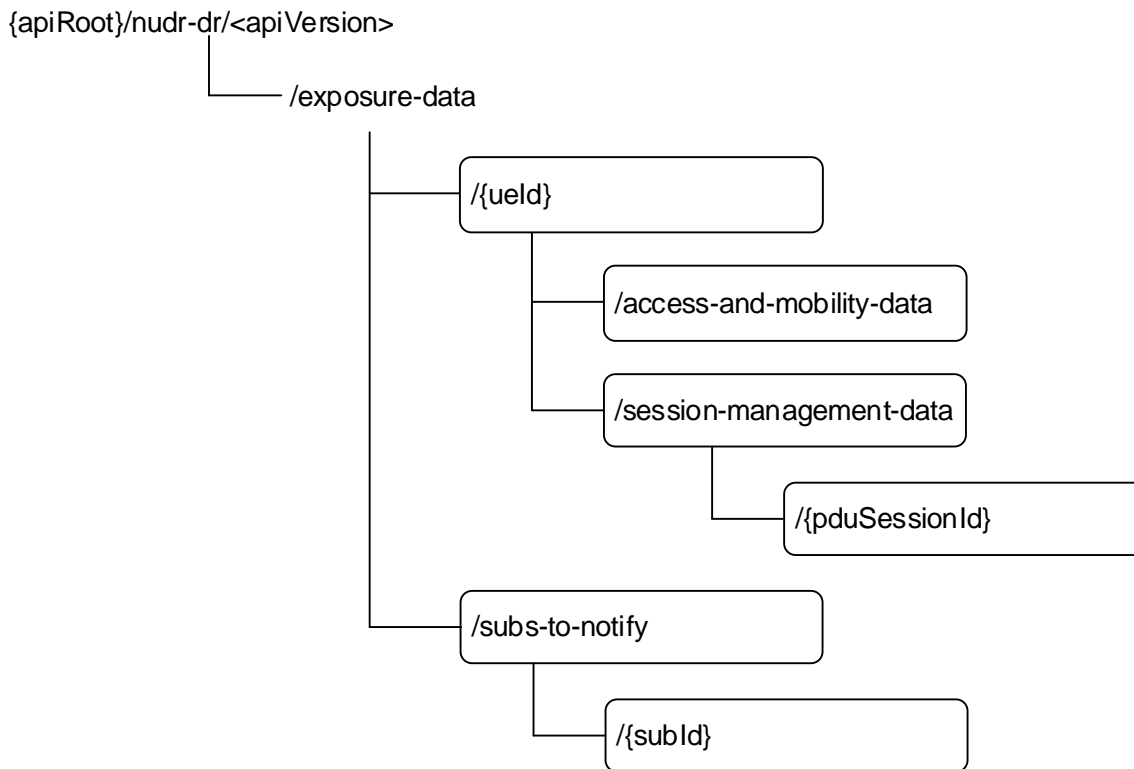 {apiRoot}/nudr-dr/<apiVersion>
/exposure-data
/{ueId}
/access-and-mobility-data
/session-management-data
/{pduSessionId}
/subs-to-notify
/{subId}